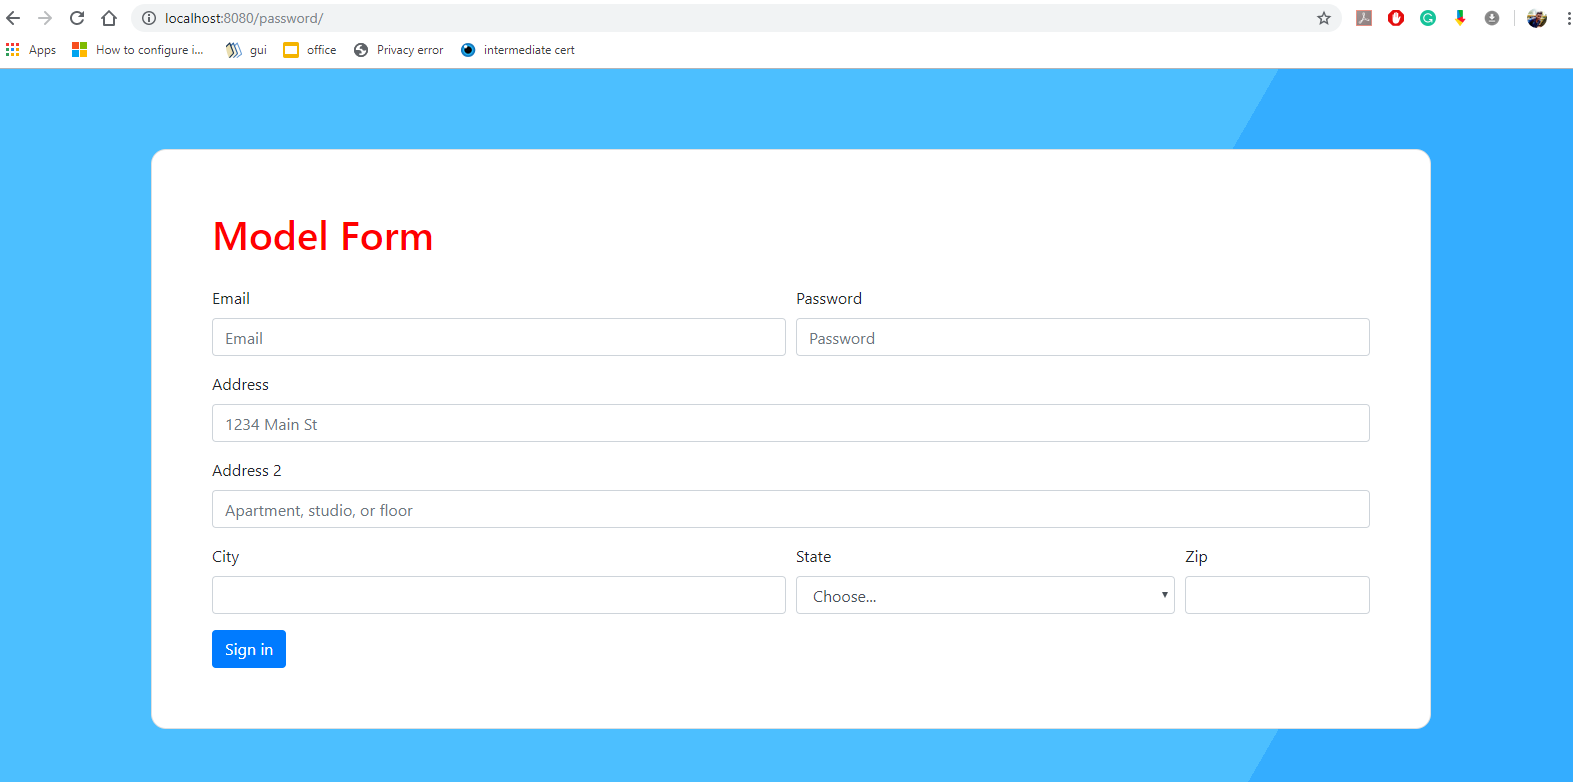 localhost:8080/password/
Apps How to configure i... gui office Privacy error intermediate cert
Model Form
Email Password
Email Password
Address
1234 Main St
Address 2
Apartment, studio, or floor
City State Zip
Choose...
Sign in